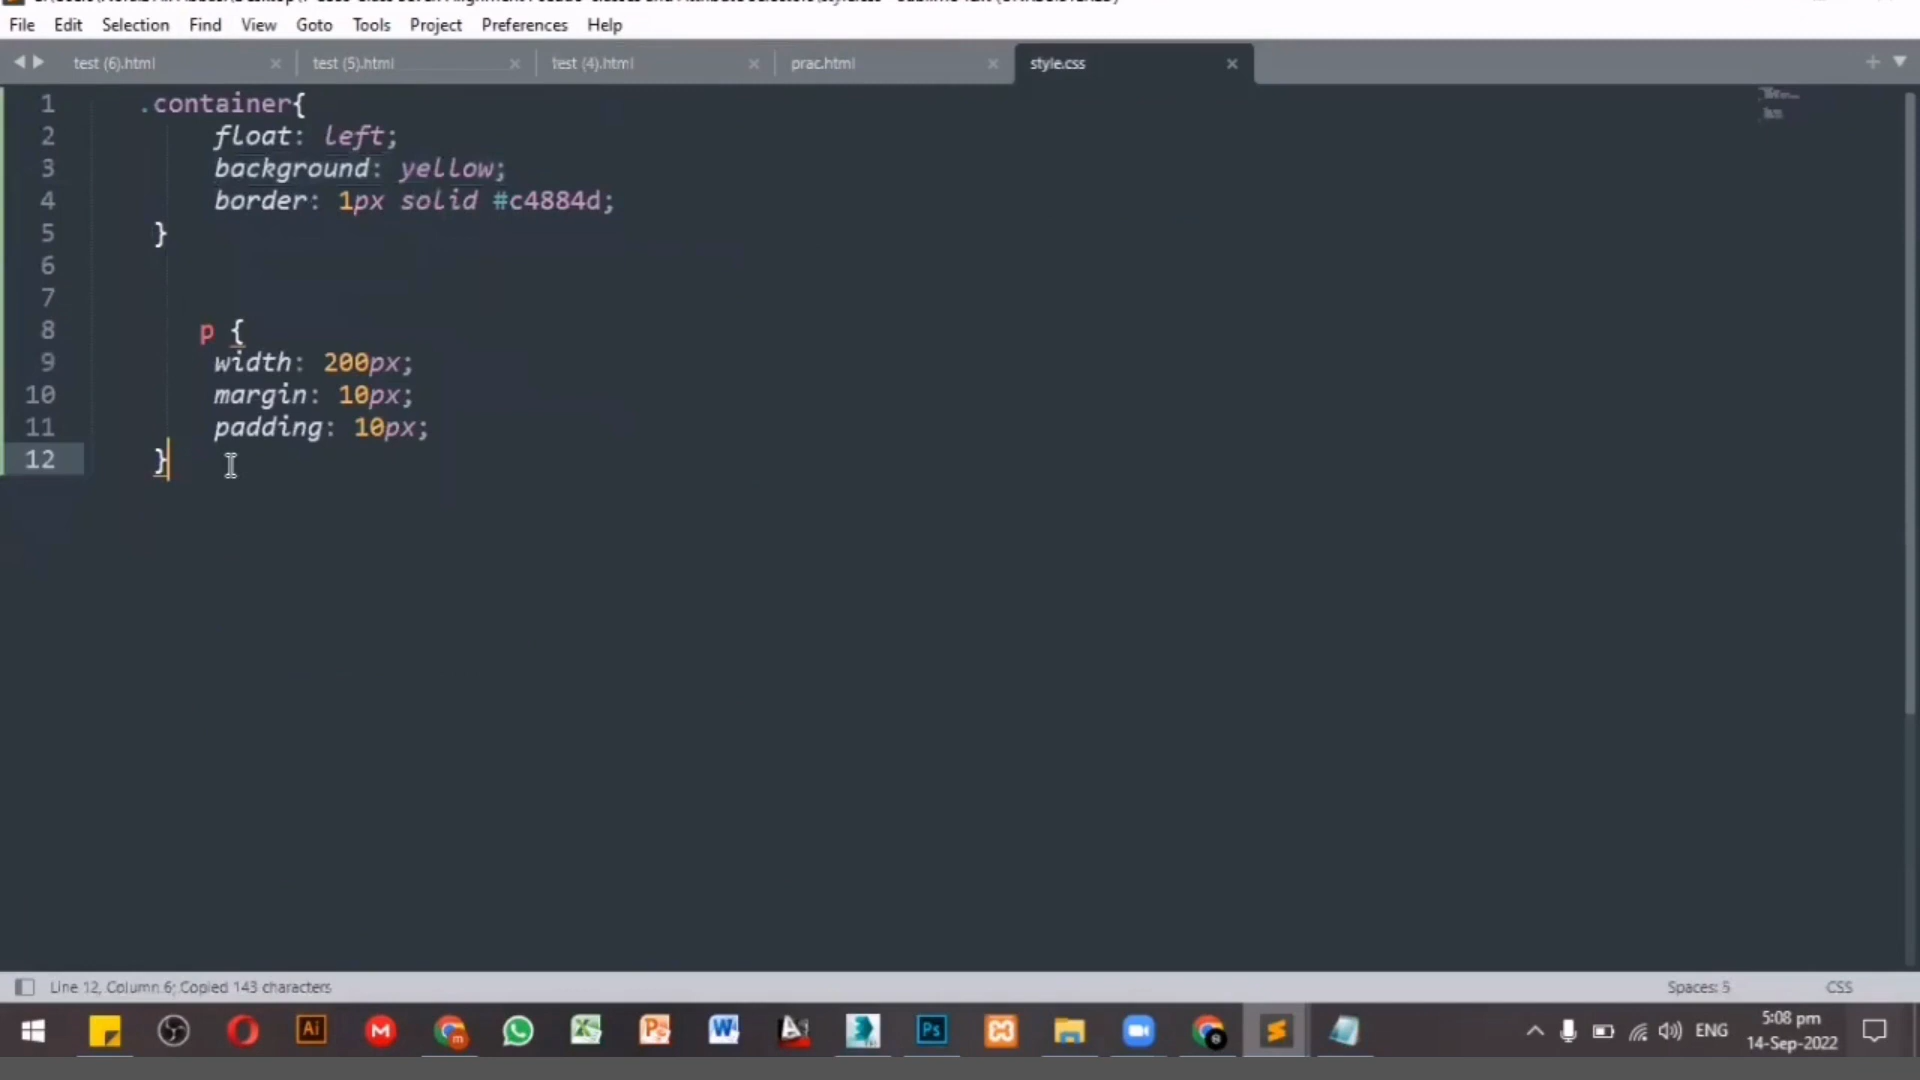 File Edit Selection Find View Goto Tools Project Preferences Help
test (6).html × test (5).html × test (4).html × prac.html × style.css ×
1 .container{
2 float: left;
3 background: yellow;
4 border: 1px solid #c4884d;
5 }
6
7
8 p {
9 width: 200px;
10 margin: 10px;
11 padding: 10px;
12 }
Line 12, Column 6; Copied 143 characters Spaces: 5 CSS
Ai Ps ENG 5:08 pm
14-Sep-2022